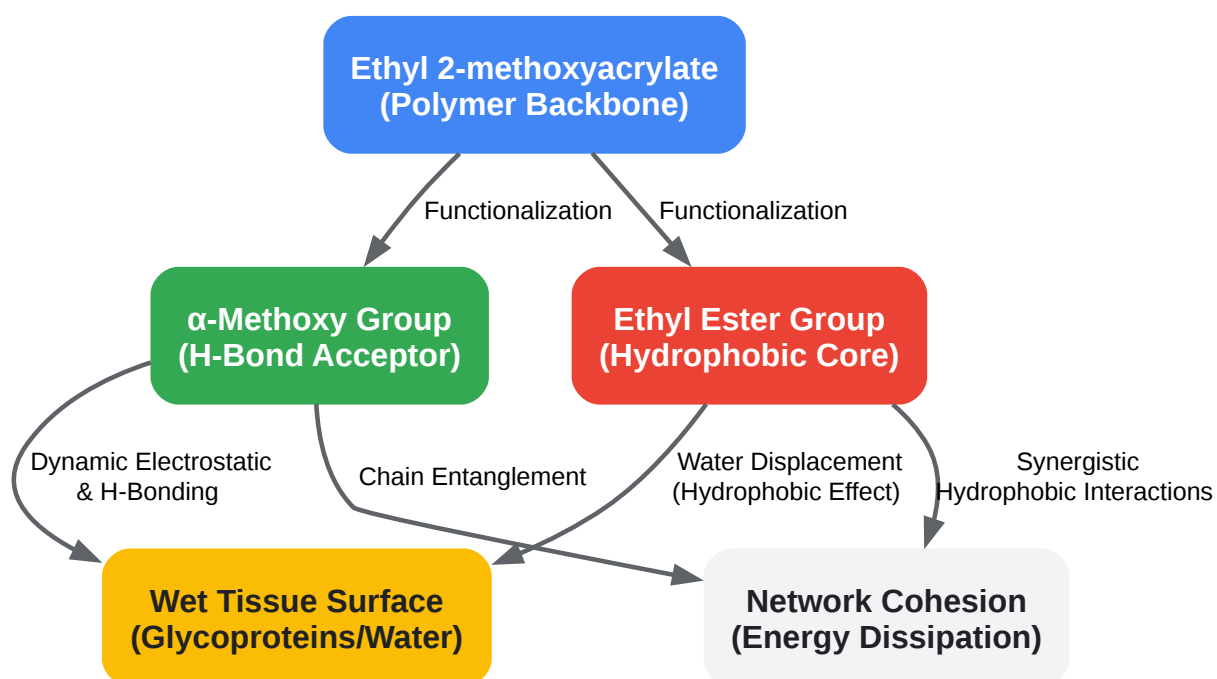 Ethyl 2-methoxyacrylate
(Polymer Backbone)
Functionalization
Functionalization
α-Methoxy Group
(H-Bond Acceptor)
Ethyl Ester Group
(Hydrophobic Core)
Dynamic Electrostatic
& H-Bonding
Chain Entanglement
Water Displacement
(Hydrophobic Effect)
Synergistic
Hydrophobic Interactions
Wet Tissue Surface
(Glycoproteins/Water)
Network Cohesion
(Energy Dissipation)